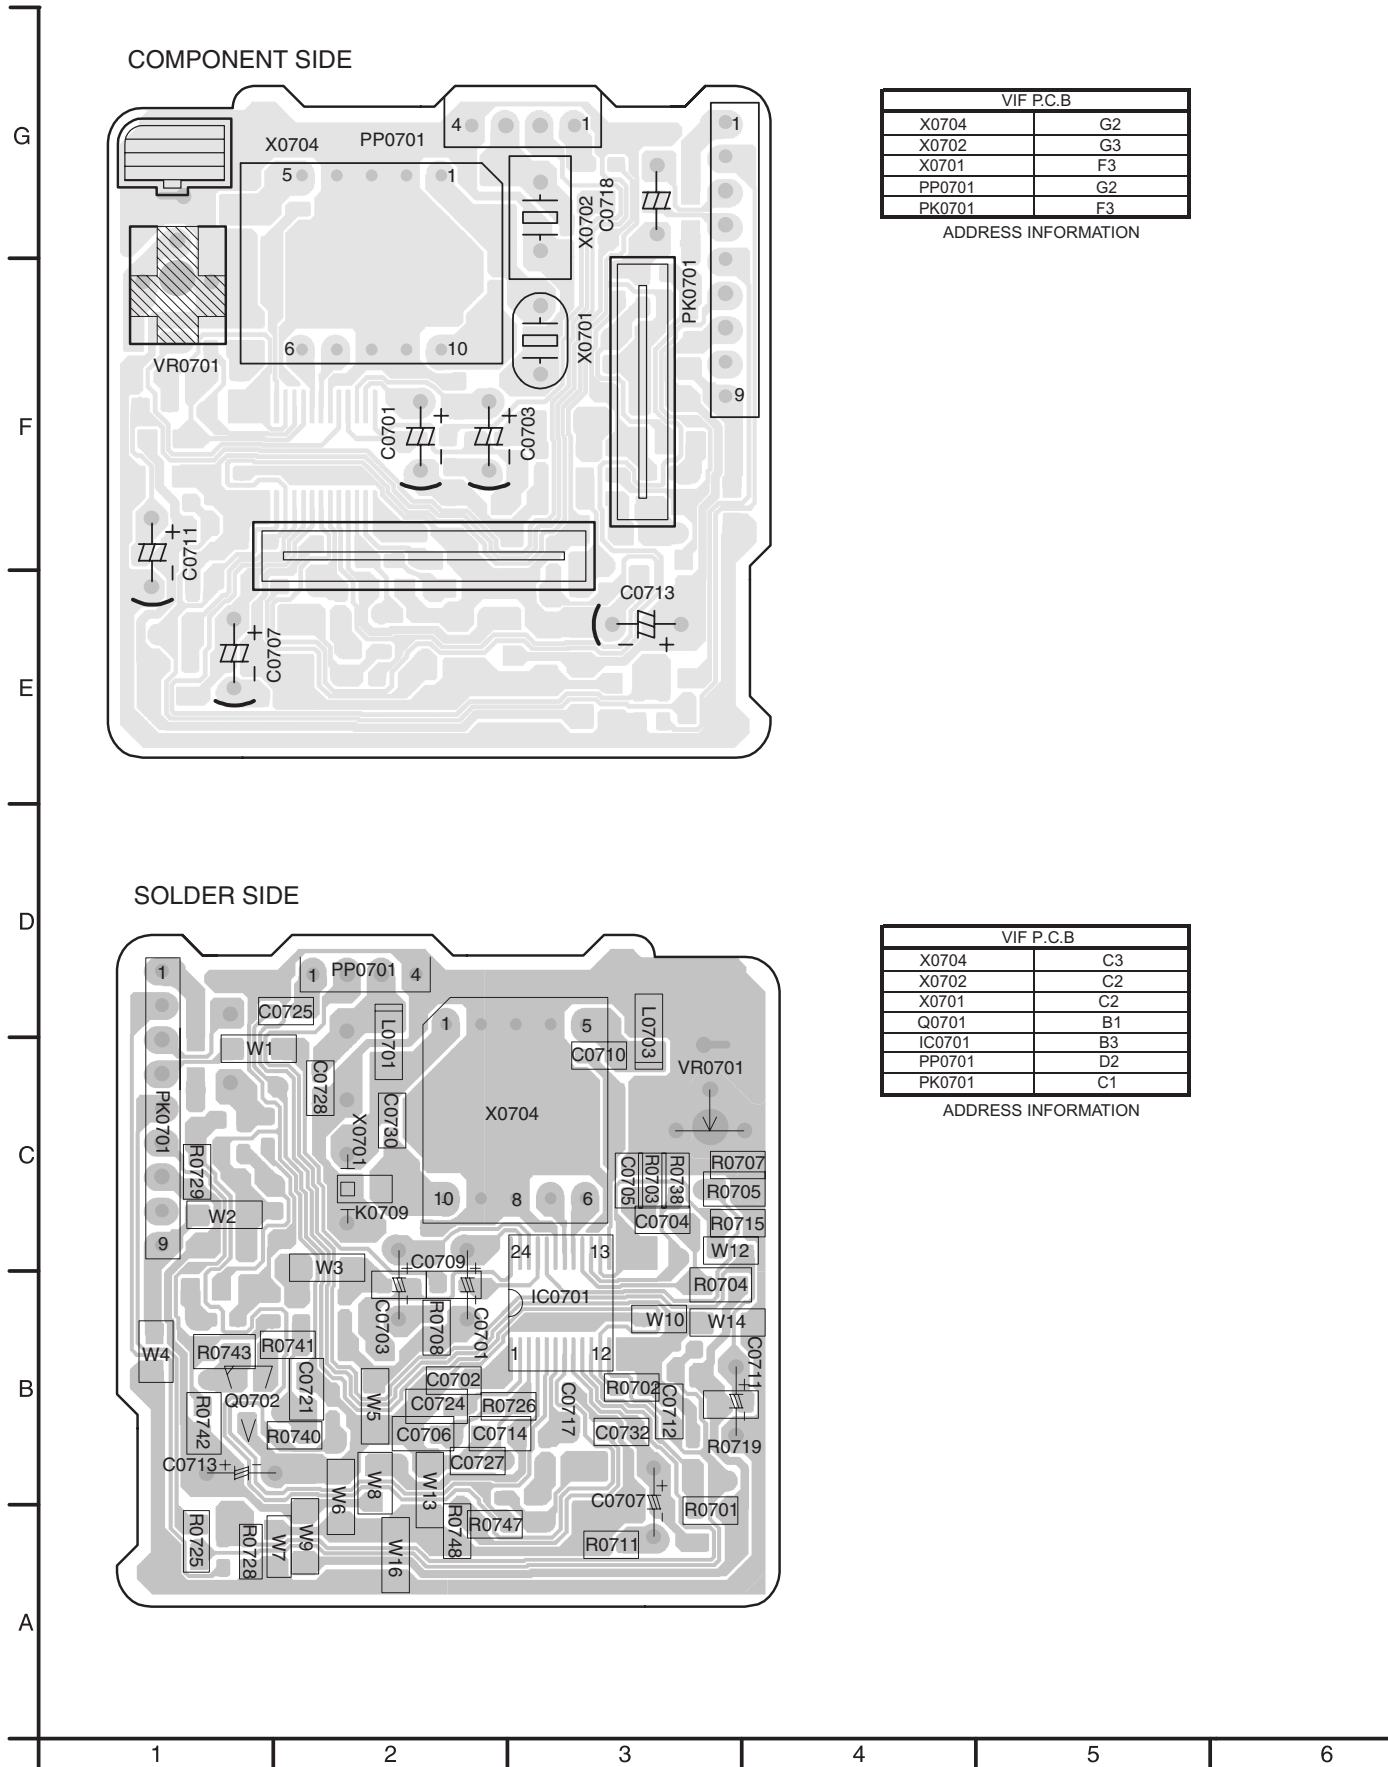 COMPONENT SIDE
VIF P.C.B
X0704 G2
X0702 G3
X0701 F3
PP0701 G2
PK0701 F3
ADDRESS INFORMATION
G
X0704
PP0701
4
1
1
5
1
X0702
C0718
PK0701
X0701
6
10
VR0701
9
F
C0701
+
-
+
-
C0703
+
-
C0711
C0713
-
+
+
-
C0707
E
SOLDER SIDE
D
VIF P.C.B
X0704 C3
X0702 C2
X0701 C2
Q0701 B1
IC0701 B3
PP0701 D2
PK0701 C1
ADDRESS INFORMATION
1
1
PP0701
4
C0725
L0701
1
5
L0703
W1
C0710
VR0701
C0728
PK0701
C0730
X0704
X0701
C
R0729
C0705
R0703
R0738
R0707
R0705
10
8
6
K0709
W2
C0704
R0715
9
24
13
W12
W3
C0709
R0704
+
+
IC0701
-
-
C0703
R0708
C0701
W10
W14
W4
R0743
R0741
1
12
C0711
B
C0721
C0702
R0702
+
Q0702
W5
C0724
R0726
C0717
C0712
-
R0742
R0740
C0706
C0714
C0732
R0719
C0713
+
-
C0727
W6
W8
W13
C0707
+
-
R0701
R0725
R0728
W7
W9
W16
R0748
R0747
R0711
A
1
2
3
4
5
6